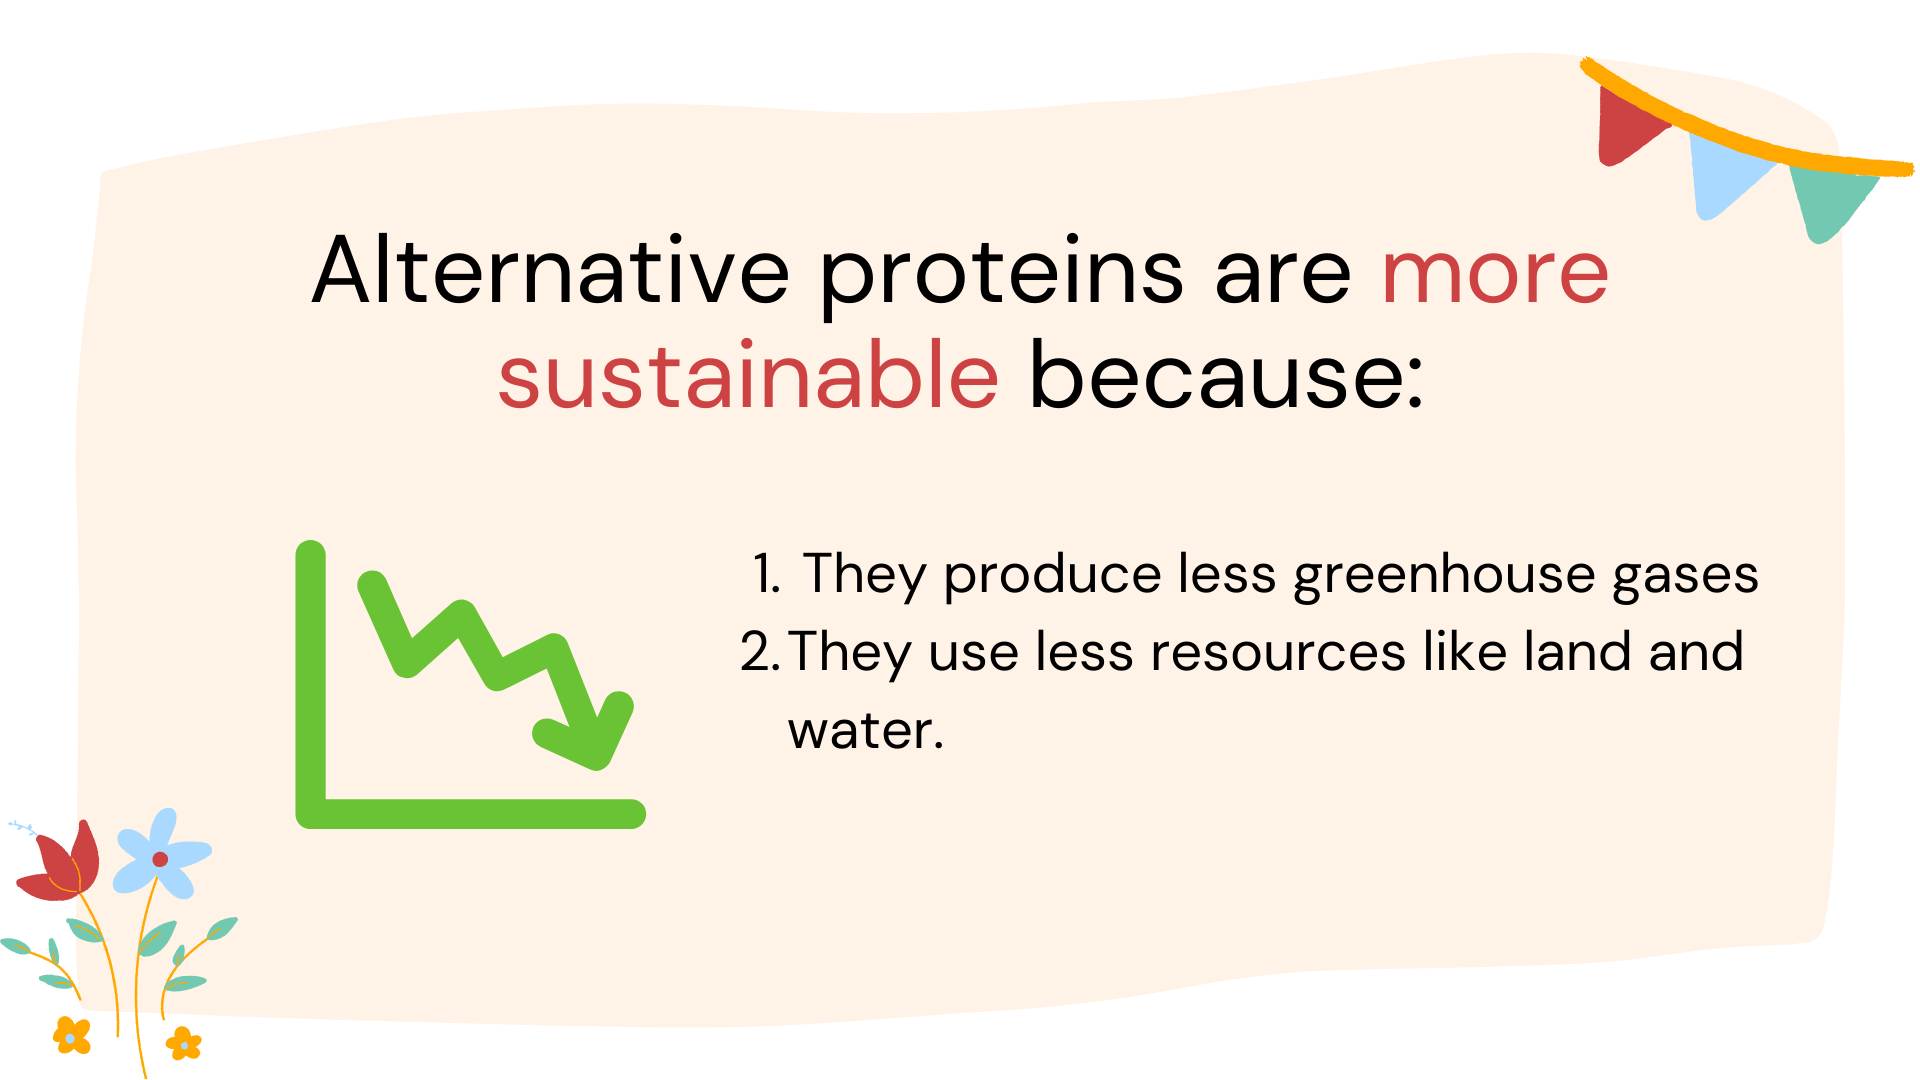 Alternative proteins are more
sustainable because:
1. They produce less greenhouse gases
2. They use less resources like land and
water.